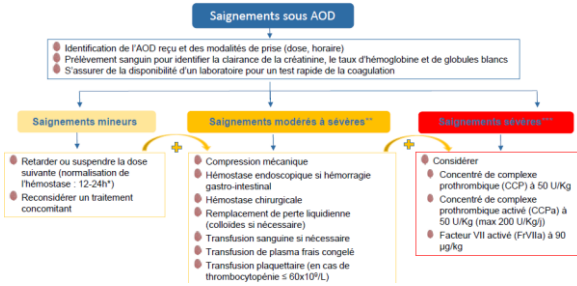 Saignements sous AOD
Identification de l'AOD reçu et des modalités de prise (dose, horaire)
Prélèvement sanguin pour identifier la clairance de la créatinine, le taux d'hémoglobine et de globules blancs
S'assurer de la disponibilité d'un laboratoire pour un test rapide de la coagulation
Saignements mineurs
Retarder ou suspendre la dose
suivante (normalisation de
l'hémostase : 12-24h*)
Reconsidérer un traitement
concomitant
Saignements modérés à sévères**
Compression mécanique
Hémostase endoscopique si hémorragie
gastro-intestinal
Hémostase chirurgicale
Remplacement de perte liquidienne
(colloides si nécessaire)
Transfusion sanguine si nécessaire
Transfusion de plasma frais congelé
Transfusion plaquettaire (en cas de
thrombocytopénie ≤ 60x10⁹/L)
Saignements sévères***
Considérer
Concentré de complexe
prothrombique (CCP) à 50 U/Kg
Concentré de complexe
prothrombique activé (CCPa) à
50 U/Kg (max 200 U/Kg/j)
Facteur VII activé (FrVIIa) à 90
µg/kg